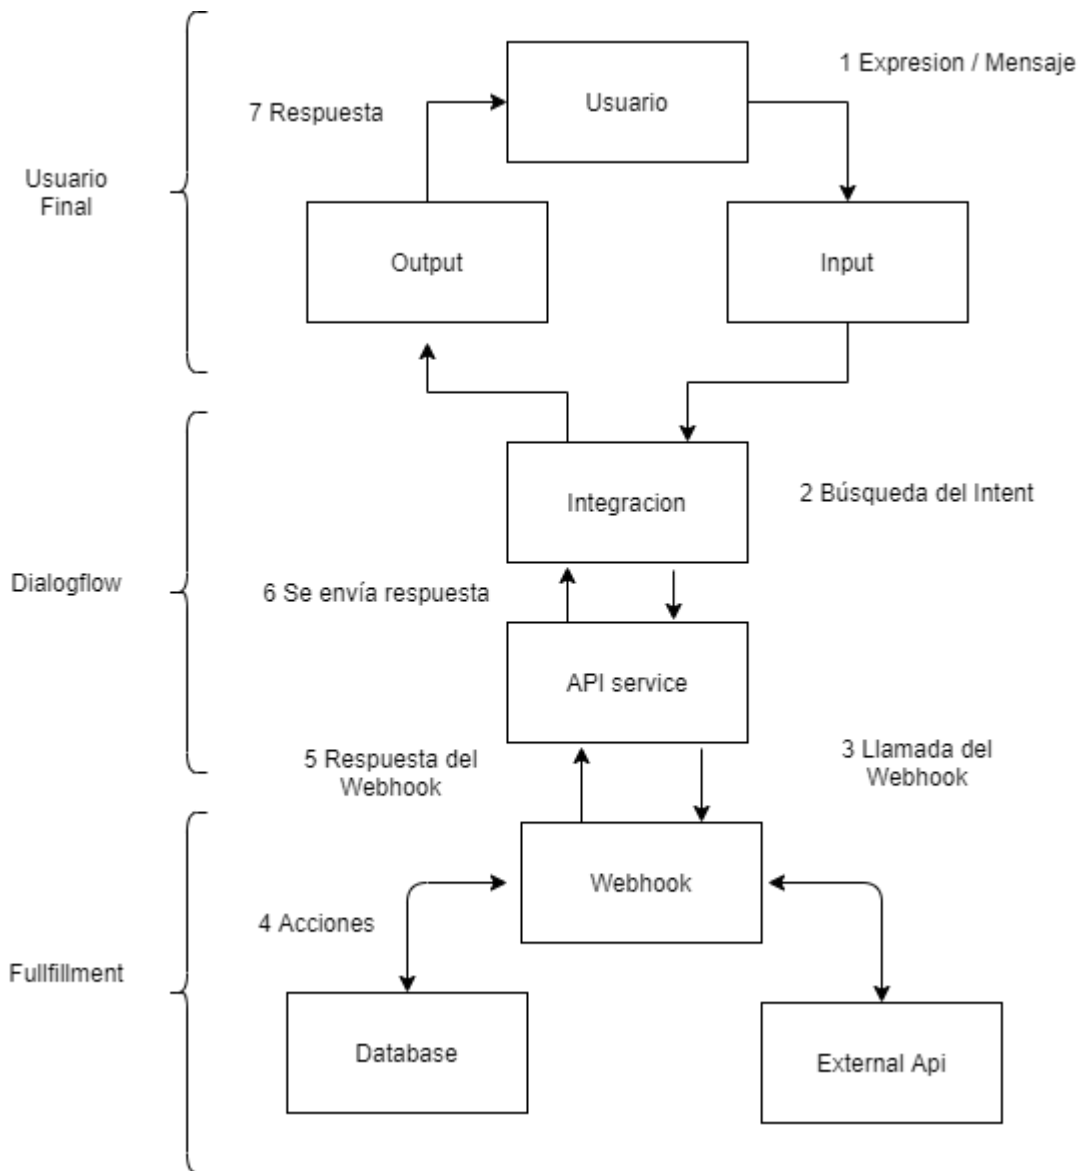 1 Expresion / Mensaje
Usuario
7 Respuesta
Usuario
Final
Output
Input
Integracion
2 Búsqueda del Intent
Dialogflow
6 Se envía respuesta
API service
5 Respuesta del
Webhook
3 Llamada del
Webhook
Webhook
4 Acciones
Fullfillment
Database
External Api